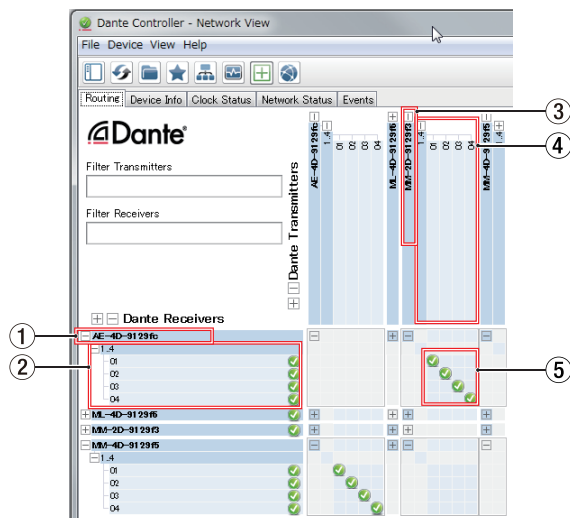 Dante Controller - Network View
File Device View Help
Routing Device Info Clock Status Network Status Events
Dante
Filter Transmitters
Filter Receivers
Dante Transmitters
AE-4D-9129fc
1..4
01
02
03
04
ML-4D-9129f6
MM-2D-9129f3
1..4
01
02
03
04
MM-4D-9129f5
1..4
Dante Receivers
AE-4D-9129fc
1..4
01
02
03
04
ML-4D-9129f6
MM-2D-9129f3
MM-4D-9129f5
1..4
01
02
03
04
1
2
3
4
5